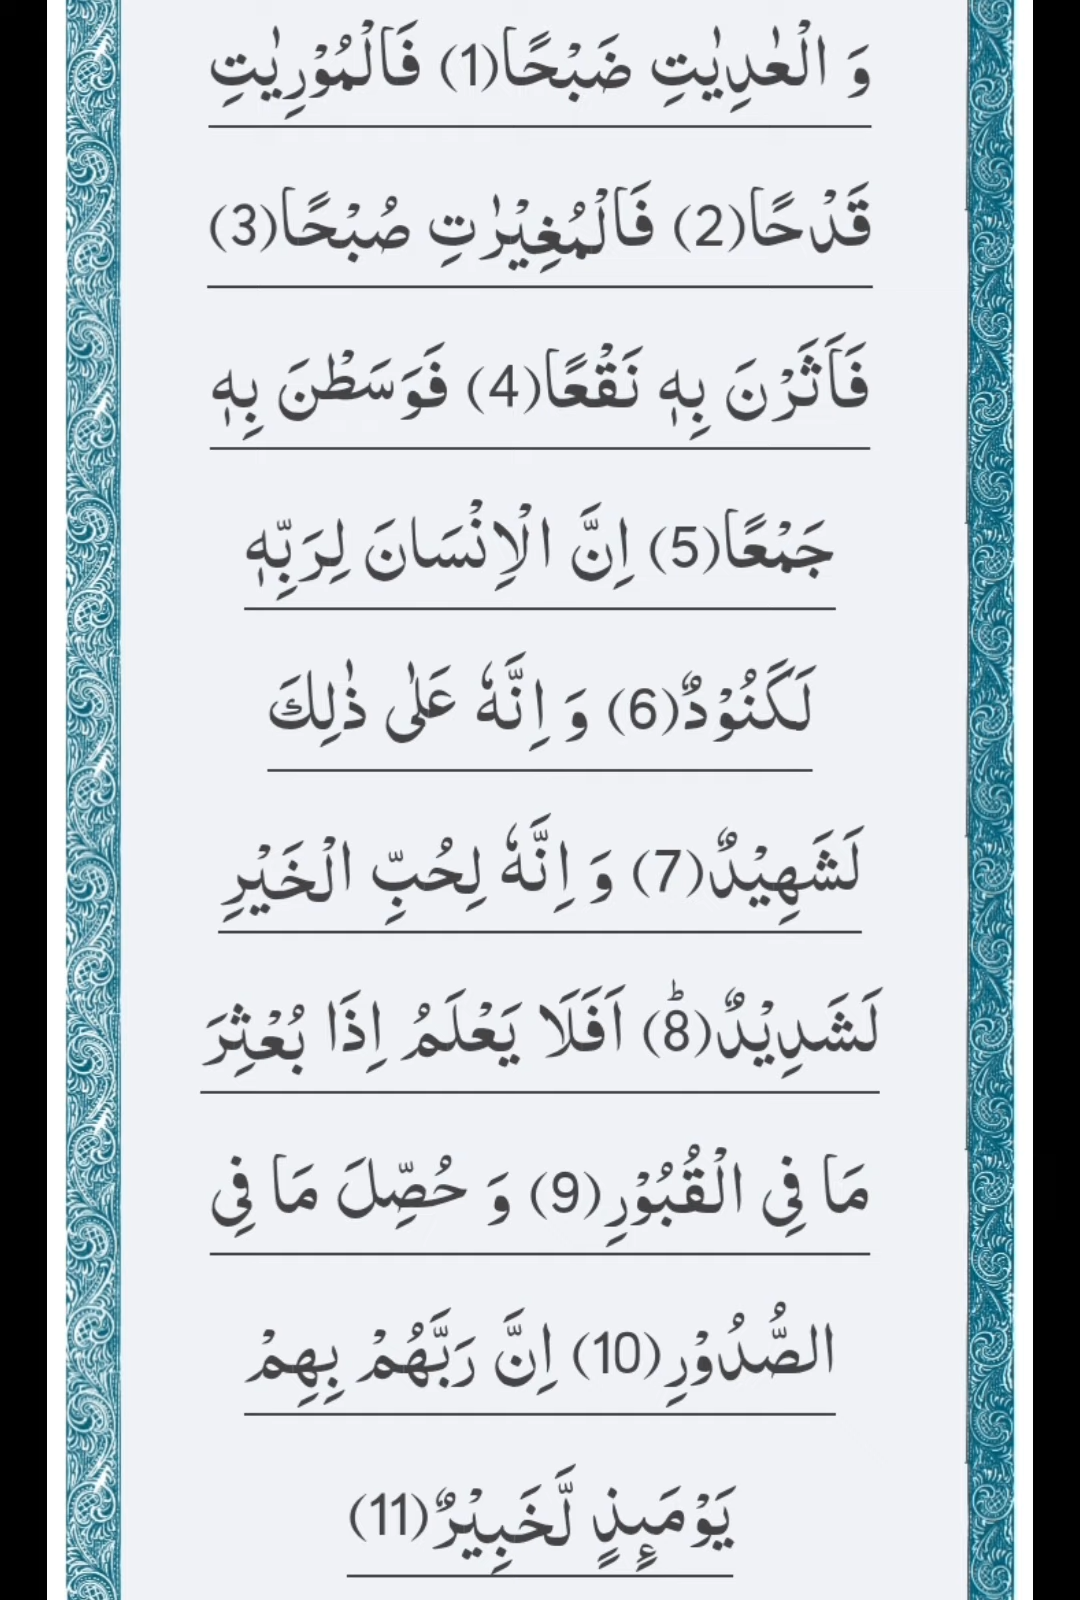 وَ الْعٰدِیٰتِ ضَبْحًا(1) فَالْمُوْرِیٰتِ
قَدْحًا(2) فَالْمُغِیْرٰتِ صُبْحًا(3)
فَاَثَرْنَ بِهٖ نَقْعًا(4) فَوَسَطْنَ بِهٖ
جَمْعًا(5) اِنَّ الْاِنْسَانَ لِرَبِّهٖ
لَكَنُوْدٌ(6) وَ اِنَّهٗ عَلٰى ذٰلِكَ
لَشَهِیْدٌ(7) وَ اِنَّهٗ لِحُبِّ الْخَیْرِ
لَشَدِیْدٌ(8)ؕ اَفَلَا یَعْلَمُ اِذَا بُعْثِرَ
مَا فِی الْقُبُوْرِ(9) وَ حُصِّلَ مَا فِی
الصُّدُوْرِ(10) اِنَّ رَبَّهُمْ بِهِمْ
یَوْمَىٕذٍ لَّخَبِیْرٌ(11)